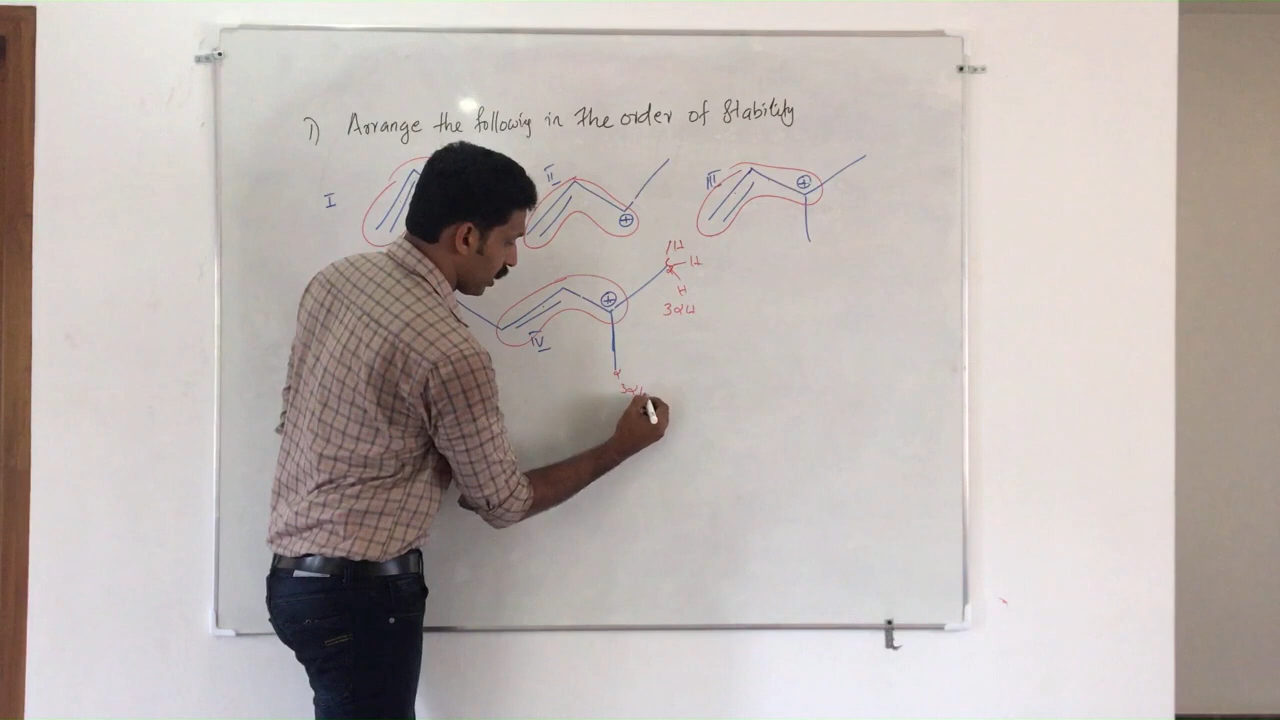 1) Arrange the following in the order of stability
I II III
H
H
H
3αH
IV
α
3αH